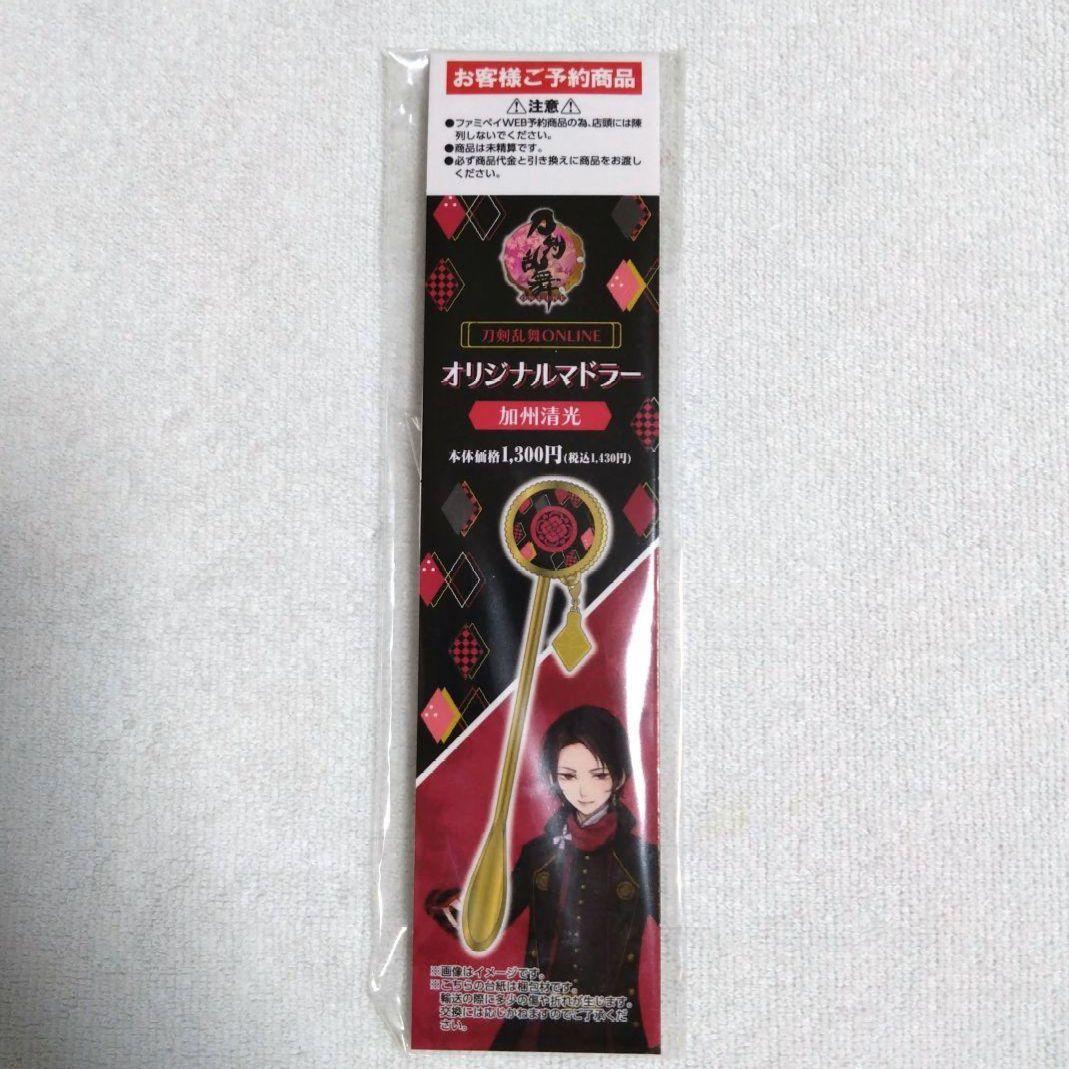 お客様ご予約商品
注意
●ファミペイWEB予約商品の為、店頭には陳
列しないでください。
●商品は未精算です。
●必ず商品代金と引き換えに商品をお渡し
ください。
刀剣乱舞
ONLINE
刀剣乱舞ONLINE
オリジナルマドラー
加州清光
本体価格1,300円(税込1,430円)
※画像はイメージです。
※こちらの台紙は梱包材です。
輸送の際に多少の傷や折れが生じます。
交換には応じかねますのでご了承くだ
さい。